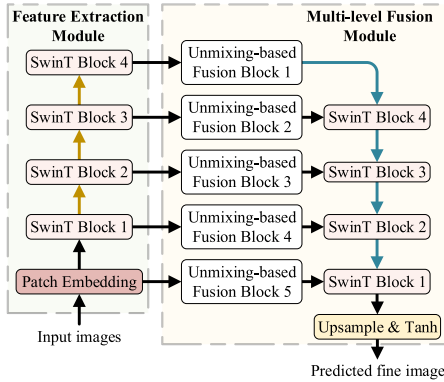 Feature Extraction
Module
Multi-level Fusion
Module
SwinT Block 4
Unmixing-based
Fusion Block 1
SwinT Block 3
Unmixing-based
Fusion Block 2
SwinT Block 4
SwinT Block 2
Unmixing-based
Fusion Block 3
SwinT Block 3
SwinT Block 1
Unmixing-based
Fusion Block 4
SwinT Block 2
Patch Embedding
Unmixing-based
Fusion Block 5
SwinT Block 1
Input images
Upsample & Tanh
Predicted fine image